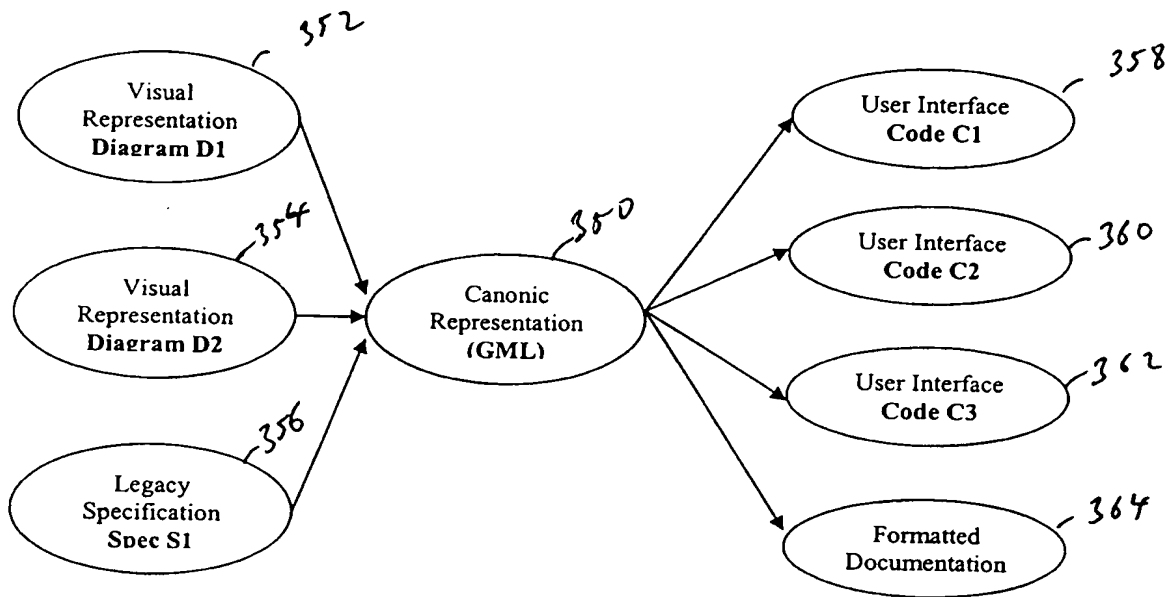 352
Visual
Representation
Diagram D1
354
Visual
Representation
Diagram D2
356
Legacy
Specification
Spec S1
350
Canonic
Representation
(GML)
358
User Interface
Code C1
360
User Interface
Code C2
362
User Interface
Code C3
364
Formatted
Documentation